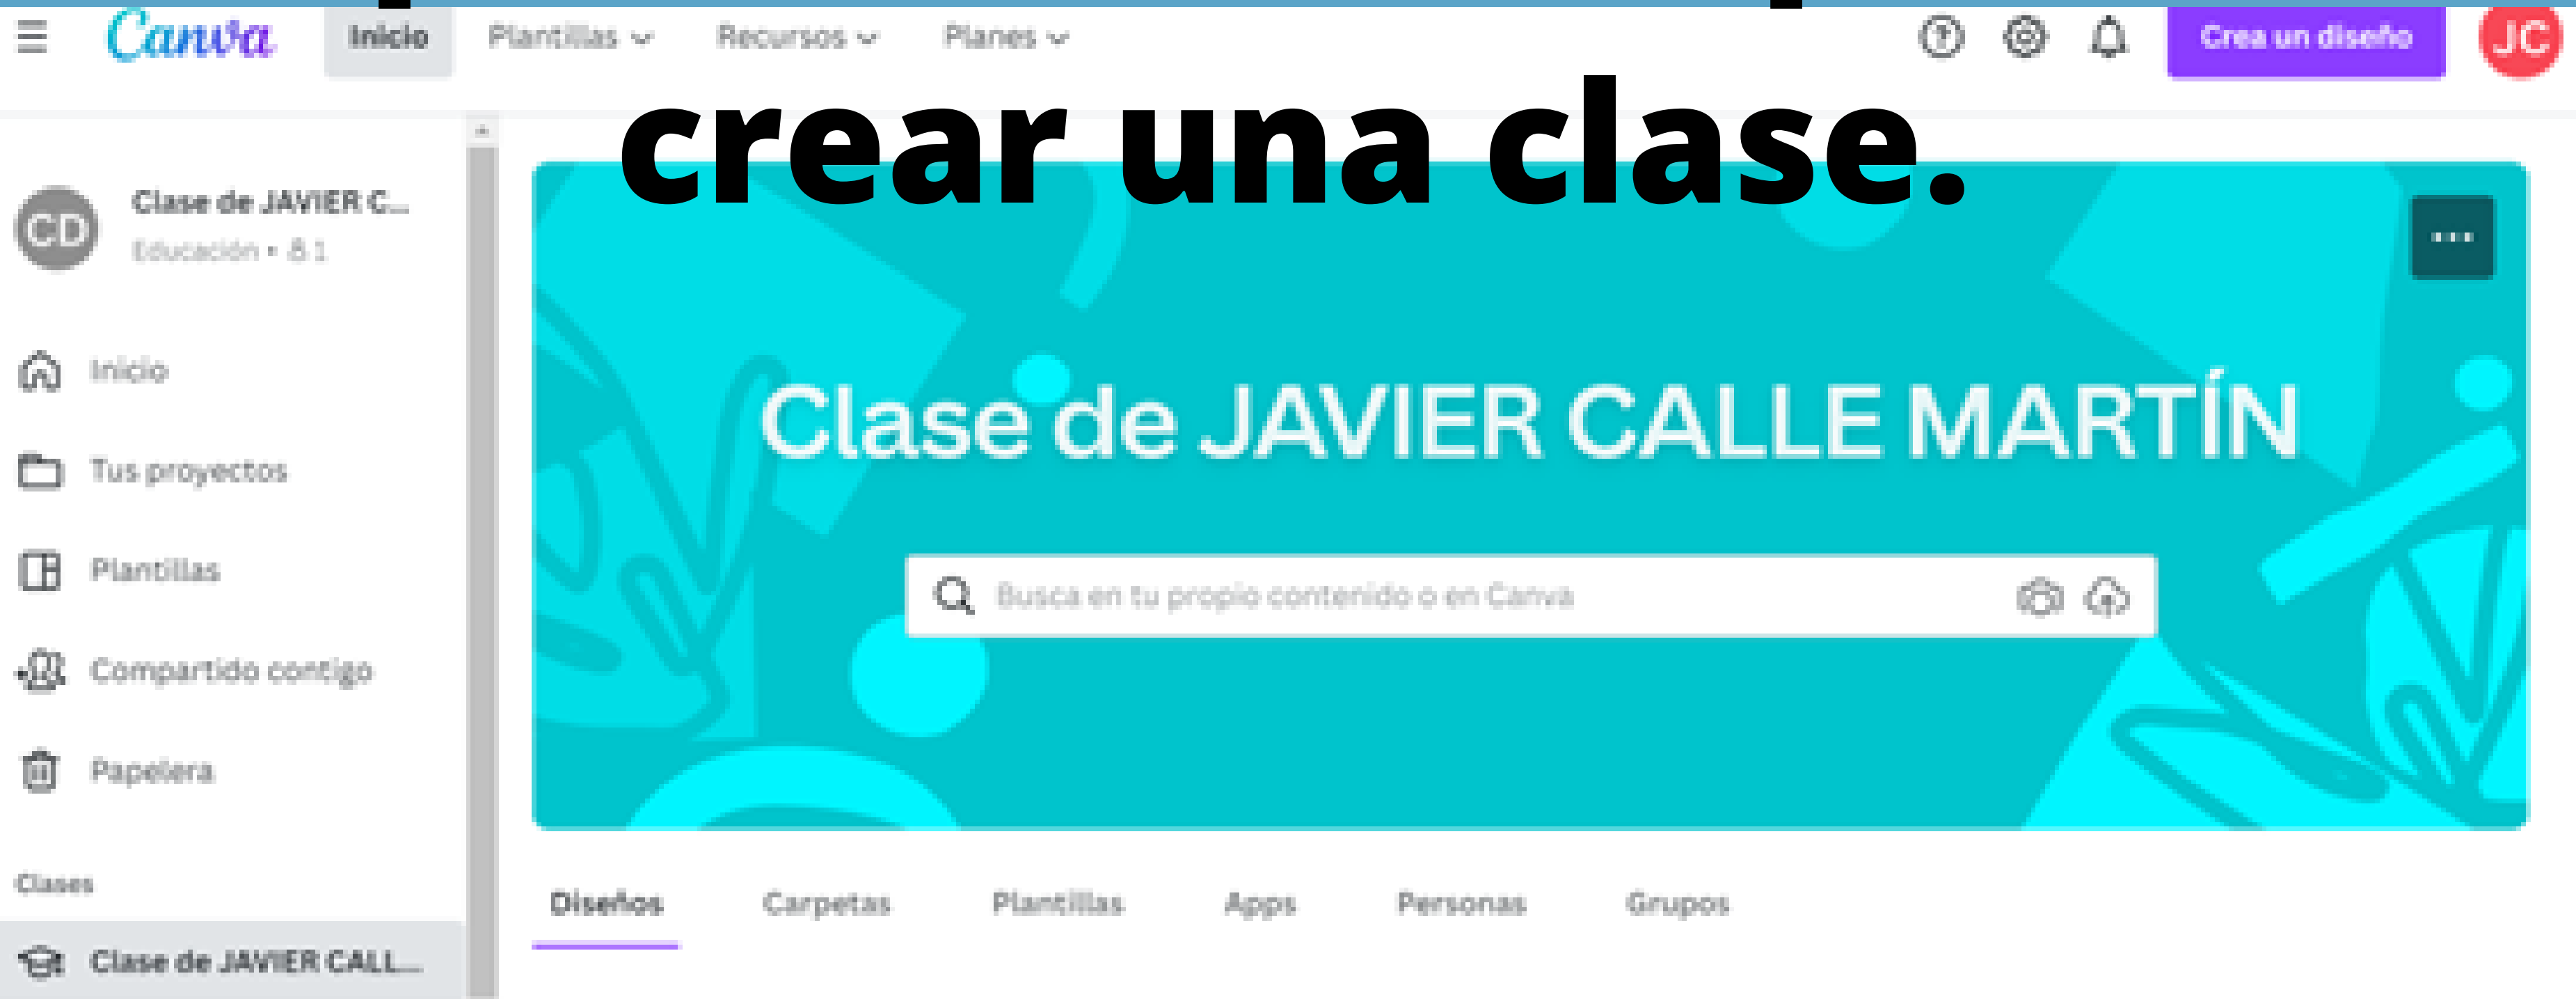 Canva Inicio Plantillas Recursos Planes Crea un diseño JC
crear una clase.
CD Clase de JAVIER C...
Educación • 1
Inicio
Tus proyectos
Plantillas
Compartido contigo
Papelera
Clases
Clase de JAVIER CALL...
Clase de JAVIER CALLE MARTÍN
Busca en tu propio contenido o en Canva
Diseños Carpetas Plantillas Apps Personas Grupos